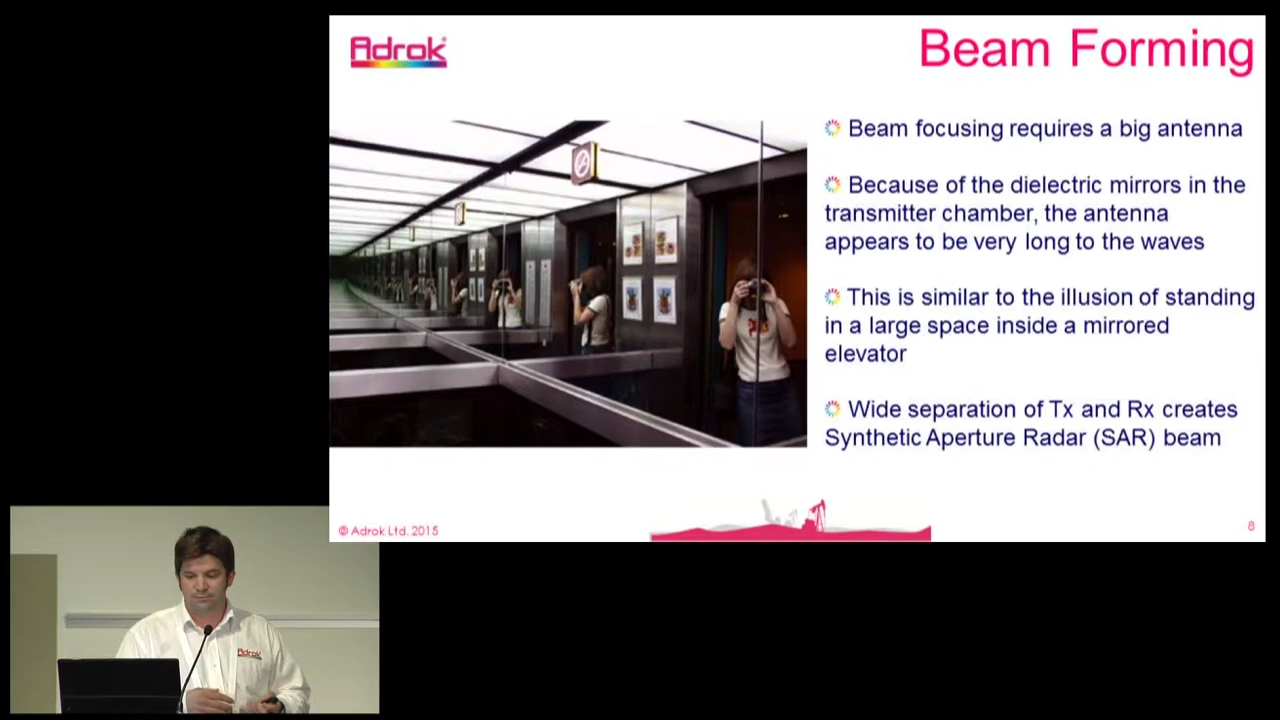 Adrok
Beam Forming
Beam focusing requires a big antenna
Because of the dielectric mirrors in the
transmitter chamber, the antenna
appears to be very long to the waves
This is similar to the illusion of standing
in a large space inside a mirrored
elevator
Wide separation of Tx and Rx creates
Synthetic Aperture Radar (SAR) beam
© Adrok Ltd. 2015
8
Adrok